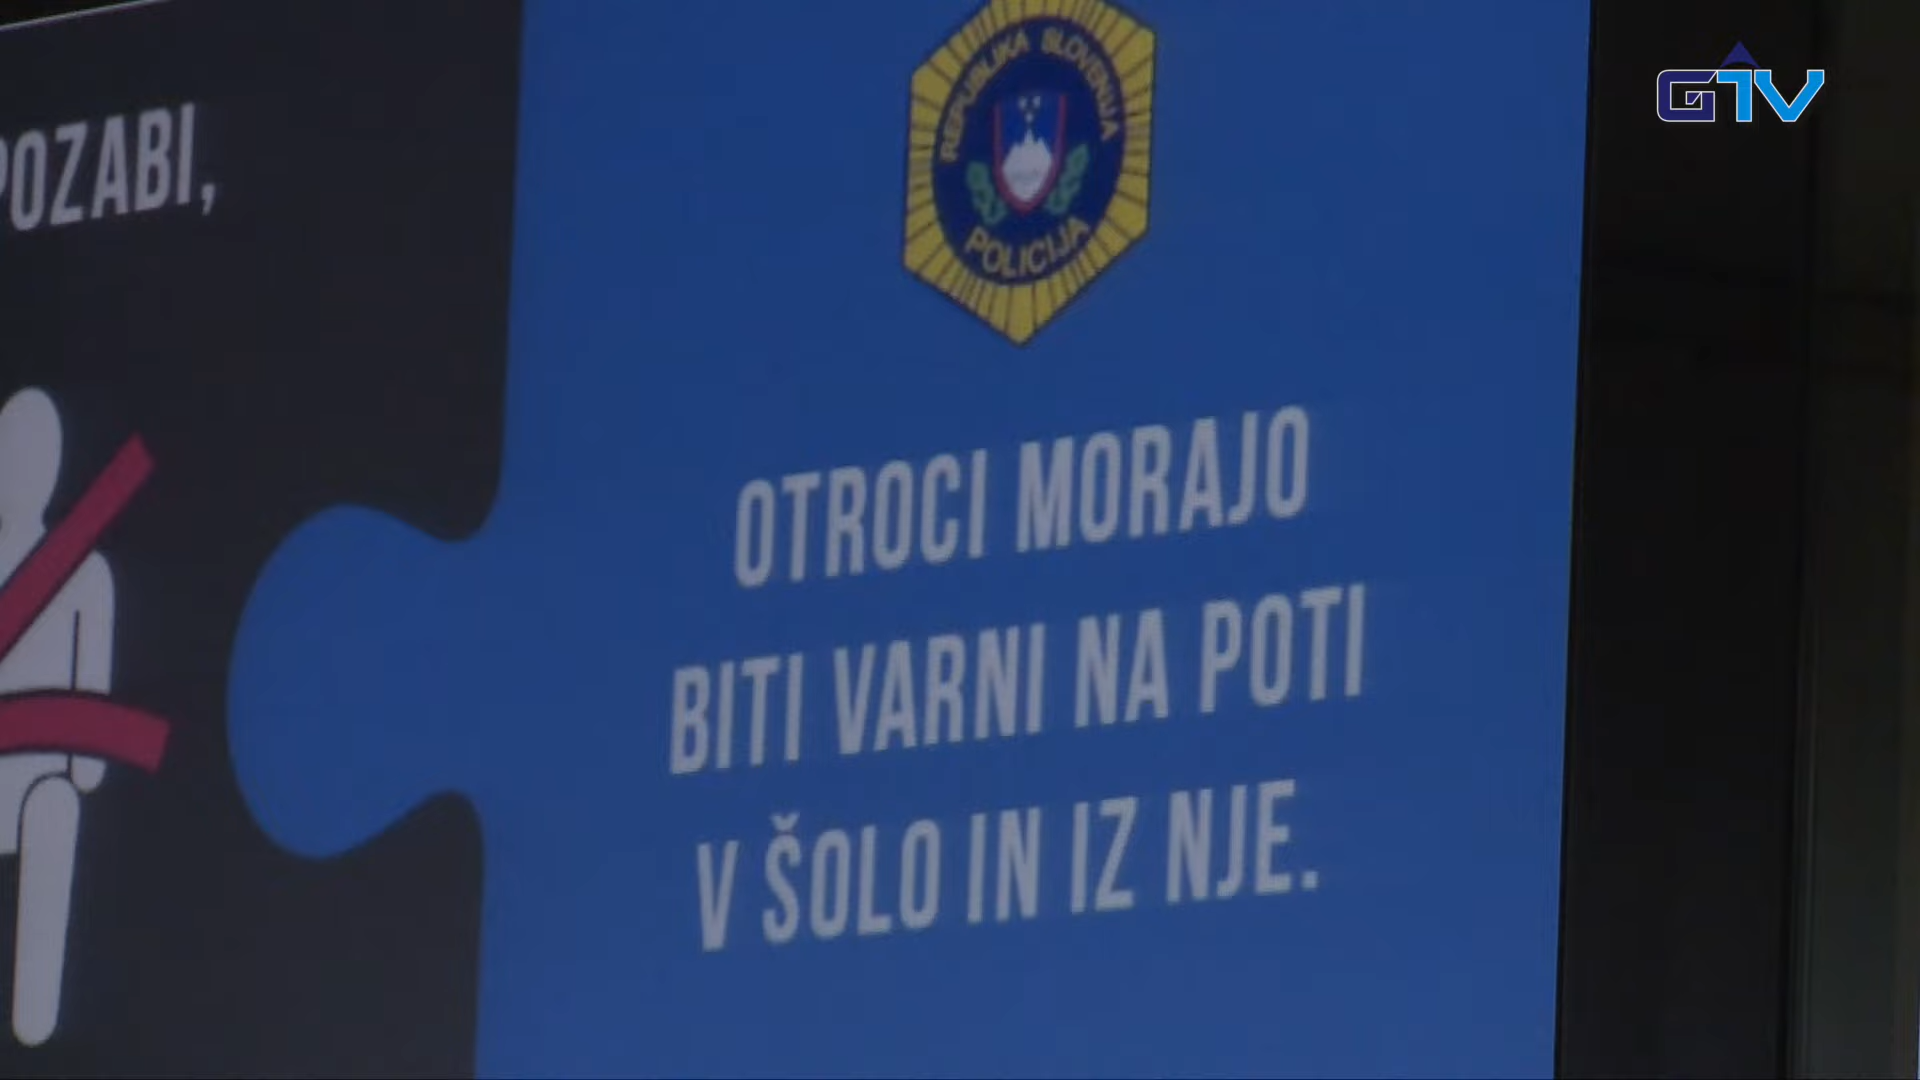 POZABI,
REPUBLIKA SLOVENIJA
POLICIJA
OTROCI MORAJO
BITI VARNI NA POTI
V ŠOLO IN IZ NJE.
GTV